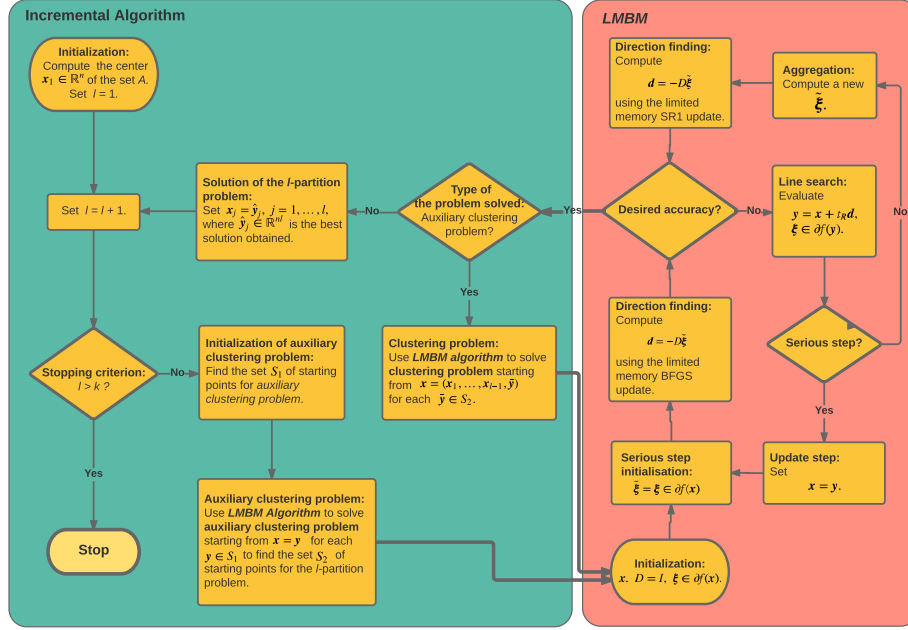 Incremental Algorithm
Initialization:
Compute the center
x₁ ∈ ℝⁿ of the set A.
Set l = 1.
Set l = l + 1.
Solution of the l-partition
problem:
Set x_j = ŷ_j, j = 1, . . . , l,
where ŷ_j ∈ ℝⁿˡ is the best
solution obtained.
No
Type of
the problem solved:
Auxiliary clustering
problem?
Yes
Stopping criterion:
l > k ?
No
Yes
Stop
Initialization of auxiliary
clustering problem:
Find the set S₁ of starting
points for auxiliary
clustering problem.
Clustering problem:
Use LMBM algorithm to solve
clustering problem starting
from x = (x₁, . . . , x_{l−1}, ȳ)
for each ȳ ∈ S₂.
Auxiliary clustering problem:
Use LMBM Algorithm to solve
auxiliary clustering problem
starting from x = y for each
y ∈ S₁ to find the set S₂ of
starting points for the l-partition
problem.
LMBM
Direction finding:
Compute
d = −Dξ̃
using the limited
memory SR1 update.
Aggregation:
Compute a new
ξ̃.
Yes
Desired accuracy?
No
Line search:
Evaluate
y = x + t_R d,
ξ ∈ ∂f(y).
No
Direction finding:
Compute
d = −Dξ̃
using the limited
memory BFGS
update.
Serious step?
Yes
Serious step
initialisation:
ξ̃ = ξ ∈ ∂f(x)
Update step:
Set
x = y.
Initialization:
x, D = I, ξ ∈ ∂f(x).